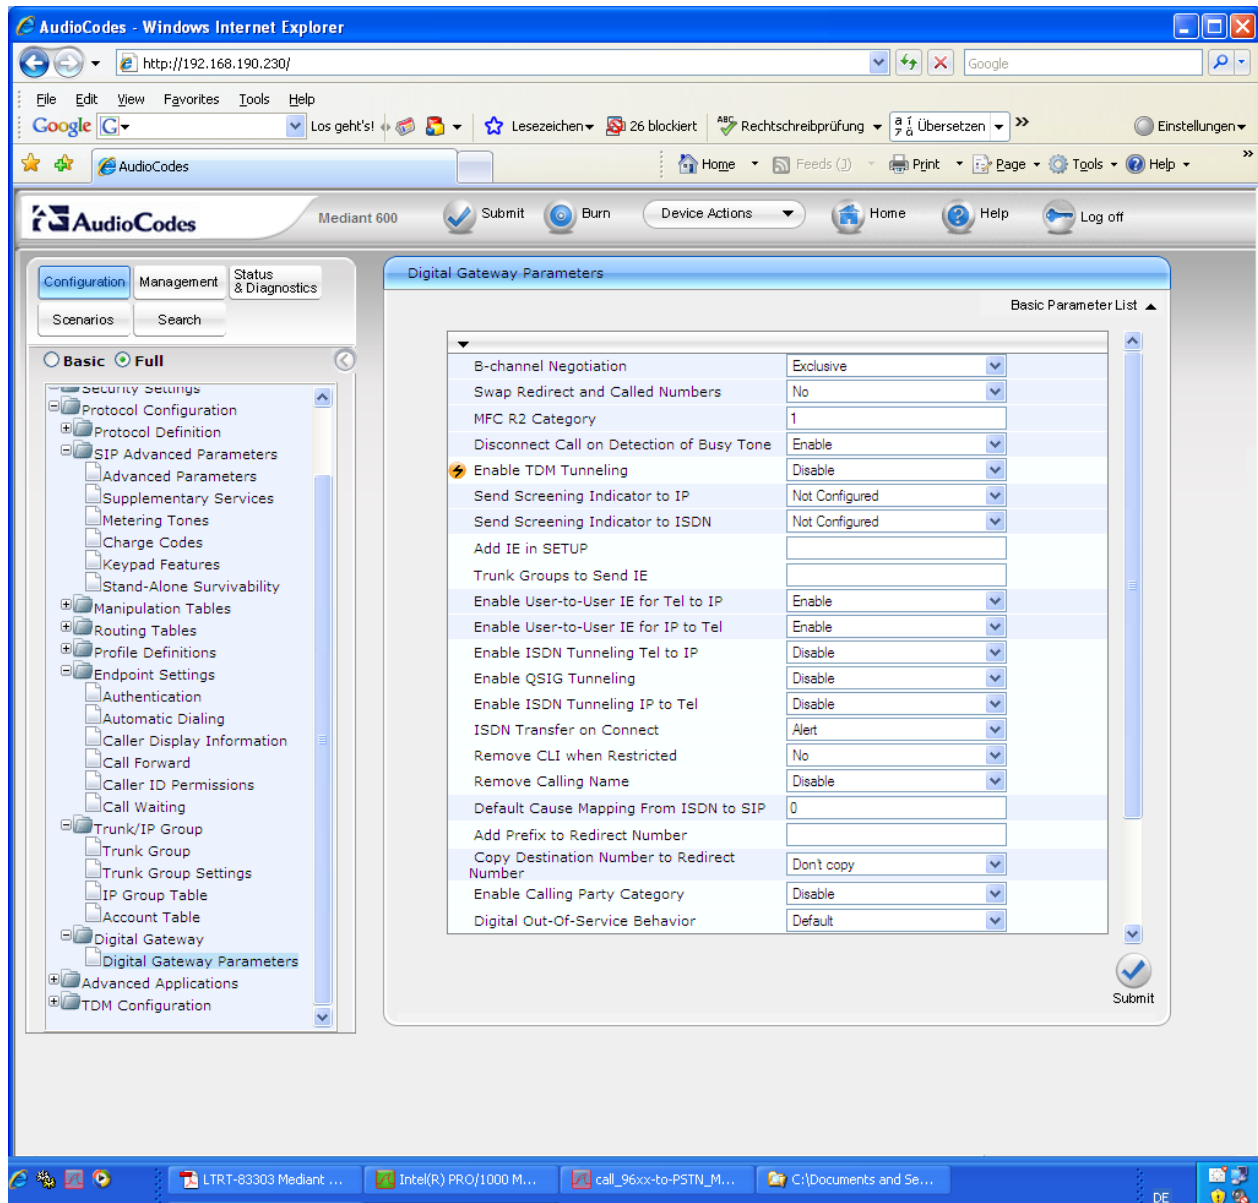 AudioCodes - Windows Internet Explorer
http://192.168.190.230/
Google
File Edit View Favorites Tools Help
Google G Los geht's! Lesezeichen 26 blockiert ABC Rechtschreibprüfung Übersetzen >> Einstellungen
AudioCodes Home Feeds (J) Print Page Tools Help >>
AudioCodes Mediant 600 Submit Burn Device Actions Home Help Log off
Configuration Management Status & Diagnostics
Scenarios Search
Basic Full
Security Settings
Protocol Configuration
Protocol Definition
SIP Advanced Parameters
Advanced Parameters
Supplementary Services
Metering Tones
Charge Codes
Keypad Features
Stand-Alone Survivability
Manipulation Tables
Routing Tables
Profile Definitions
Endpoint Settings
Authentication
Automatic Dialing
Caller Display Information
Call Forward
Caller ID Permissions
Call Waiting
Trunk/IP Group
Trunk Group
Trunk Group Settings
IP Group Table
Account Table
Digital Gateway
Digital Gateway Parameters
Advanced Applications
TDM Configuration
Digital Gateway Parameters
Basic Parameter List
B-channel Negotiation Exclusive
Swap Redirect and Called Numbers No
MFC R2 Category 1
Disconnect Call on Detection of Busy Tone Enable
Enable TDM Tunneling Disable
Send Screening Indicator to IP Not Configured
Send Screening Indicator to ISDN Not Configured
Add IE in SETUP
Trunk Groups to Send IE
Enable User-to-User IE for Tel to IP Enable
Enable User-to-User IE for IP to Tel Enable
Enable ISDN Tunneling Tel to IP Disable
Enable QSIG Tunneling Disable
Enable ISDN Tunneling IP to Tel Disable
ISDN Transfer on Connect Alert
Remove CLI when Restricted No
Remove Calling Name Disable
Default Cause Mapping From ISDN to SIP 0
Add Prefix to Redirect Number
Copy Destination Number to Redirect
Number Don't copy
Enable Calling Party Category Disable
Digital Out-Of-Service Behavior Default
Submit
LTRT-83303 Mediant ... Intel(R) PRO/1000 M... call_96xx-to-PSTN_M... C:\Documents and Se... DE